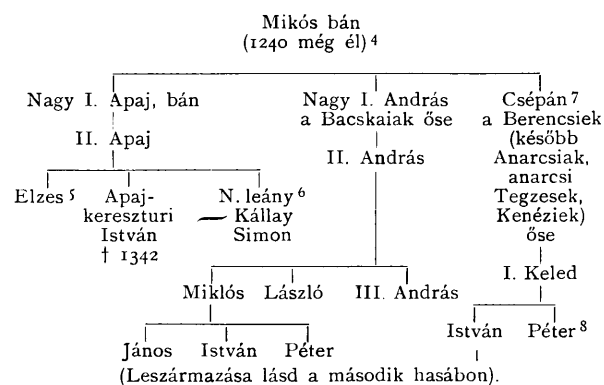 Mikós bán
(1240 még él) 4
Nagy I. Apaj, bán
Nagy I. András
a Bacskaiak őse
Csépán 7
a Berencsiek
(később
Anarcsiak,
anarcsi
Tegzesek,
Kenéziek)
őse
II. Apaj
II. András
Elzes 5
Apaj-
kereszturi
István
† 1342
N. leány 6
Kállay
Simon
I. Keled
Miklós László III. András
István Péter 8
János István Péter
(Leszármazása lásd a második hasábon).